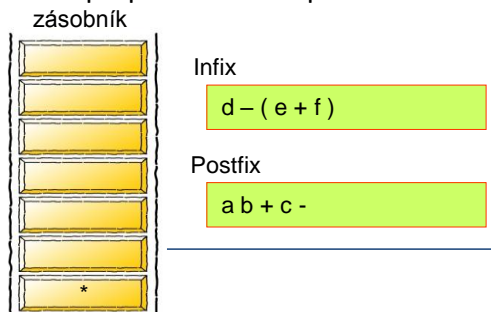 zásobník
Infix
d – ( e + f )
Postfix
a b + c -
*